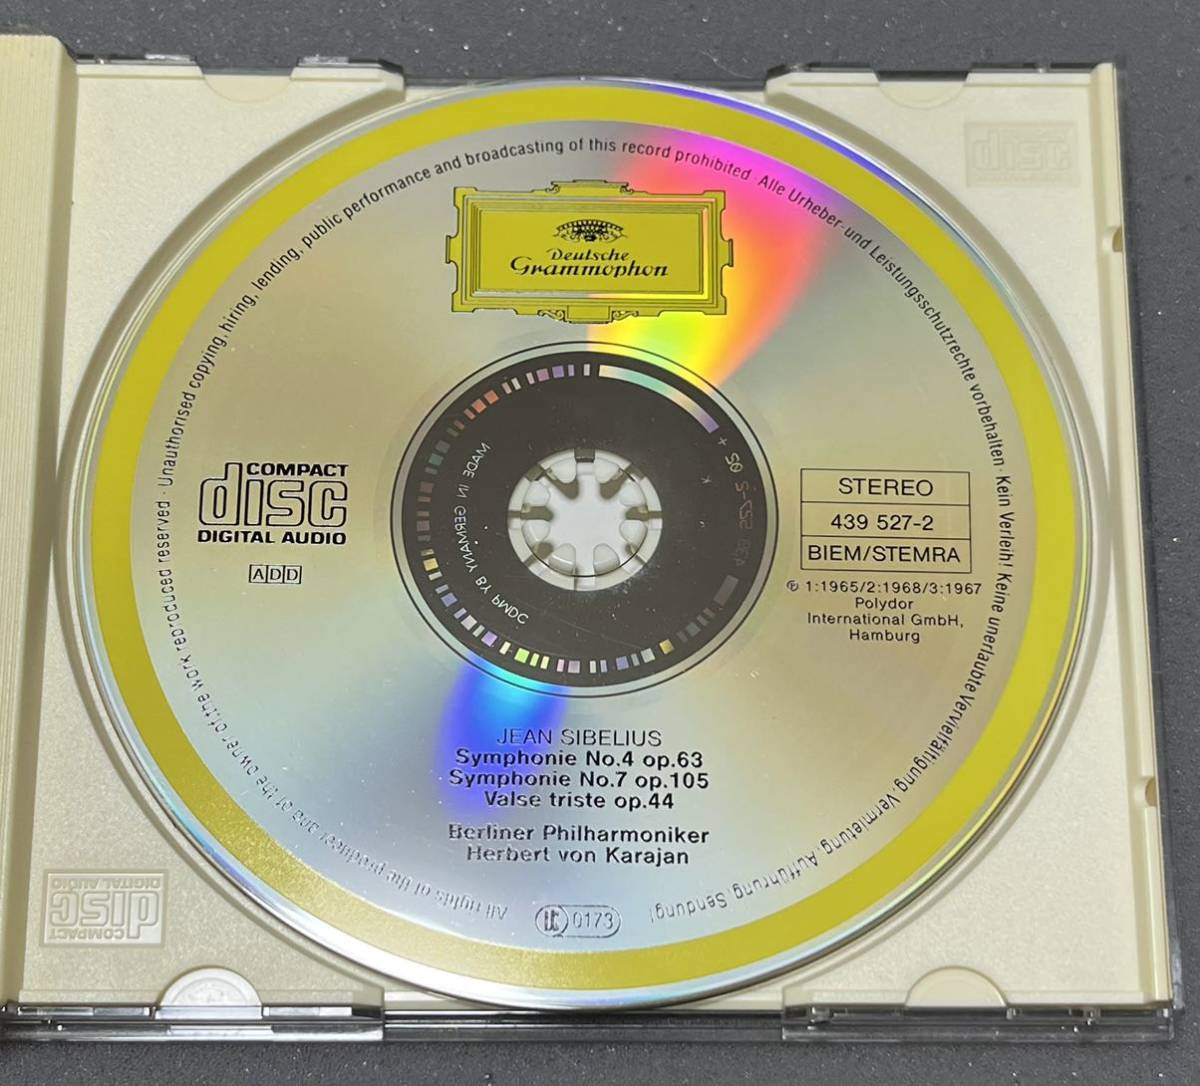 Deutsche
Grammophon
COMPACT
disc
DIGITAL AUDIO
ADD
STEREO
439 527-2
BIEM/STEMRA
℗ 1:1965/2:1968/3:1967
Polydor
International GmbH,
Hamburg
JEAN SIBELIUS
Symphonie No.4 op.63
Symphonie No.7 op.105
Valse triste op.44
Berliner Philharmoniker
Herbert von Karajan
LC 0173
All rights of the producer and of the owner of the work reproduced reserved · Unauthorised copying, hiring, lending, public performance and broadcasting of this record prohibited · Alle Urheber- und Leistungsschutzrechte vorbehalten · Kein Verleih! Keine unerlaubte Vervielfältigung, Vermietung, Aufführung, Sendung!
MADE IN GERMANY BY PMDC
disc
COMPACT
disc
DIGITAL AUDIO